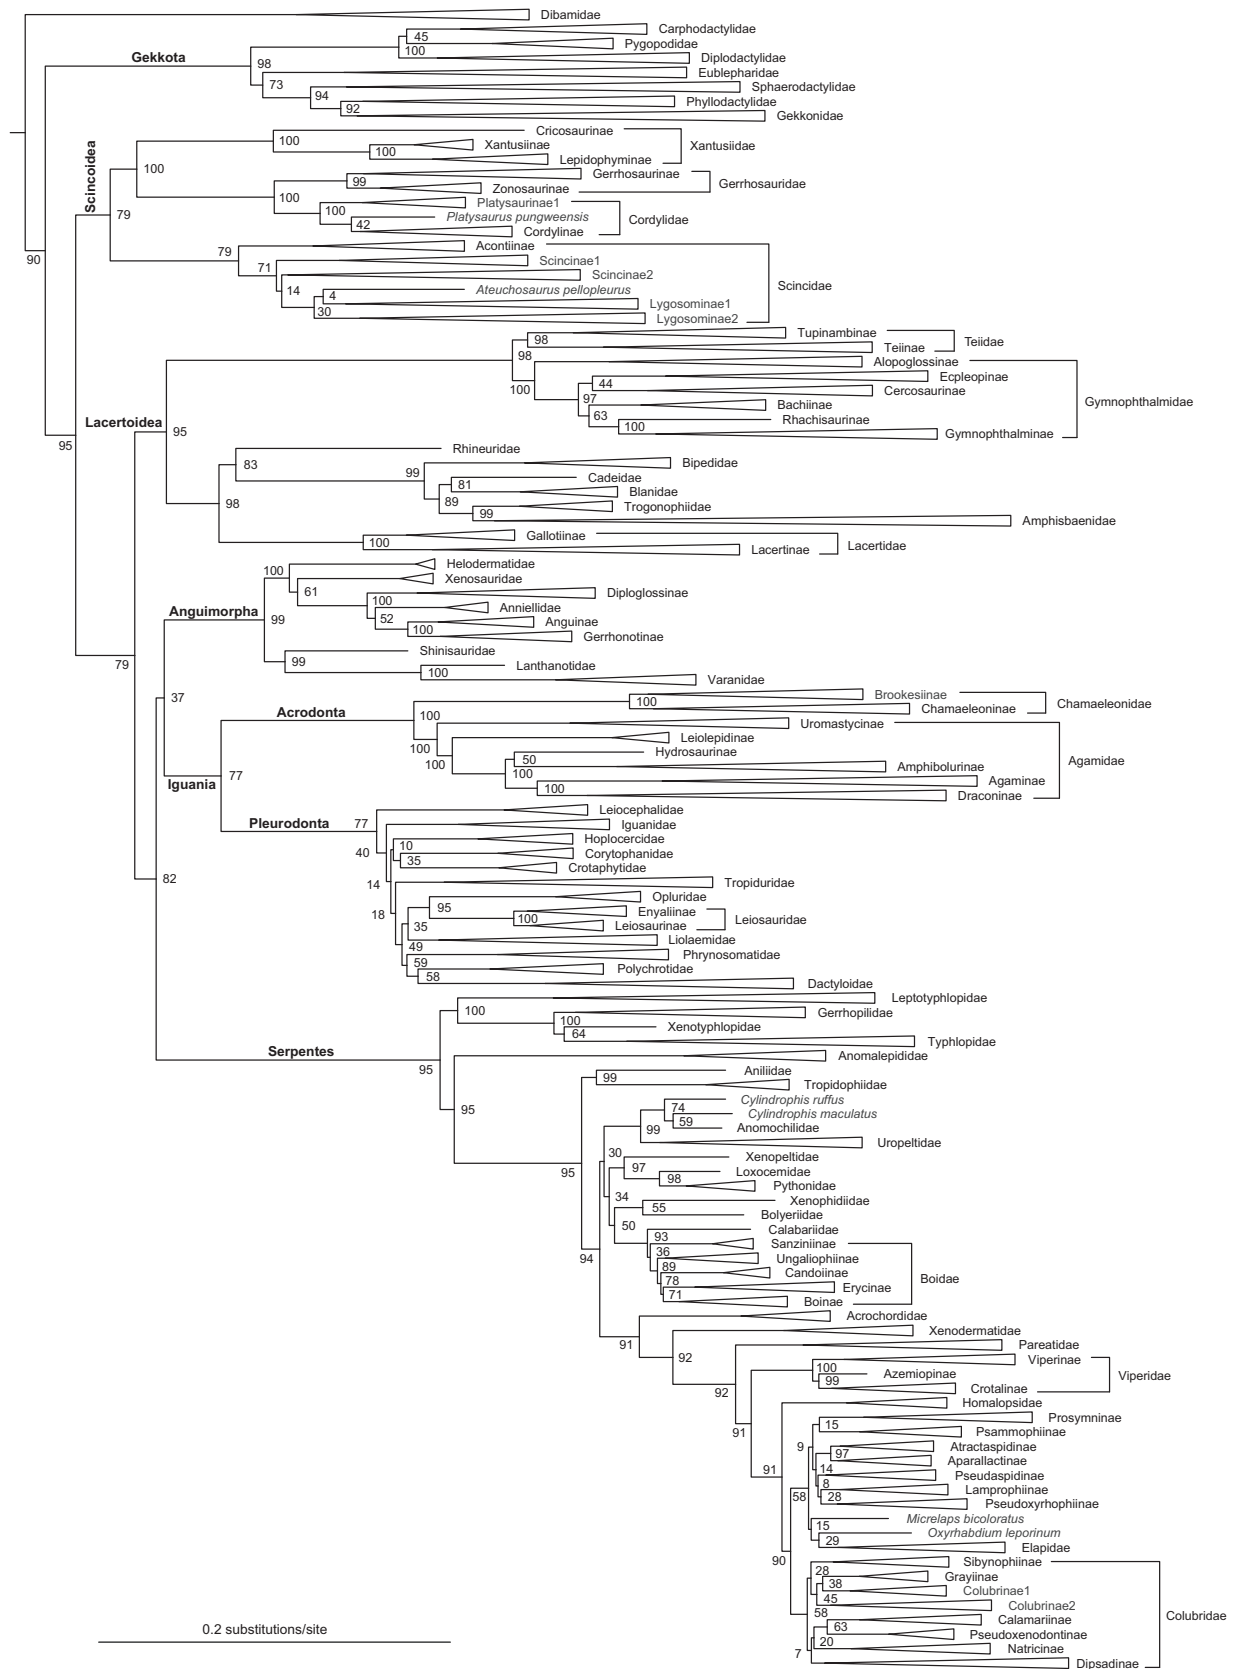 Dibamidae
Carphodactylidae
45
Pygopodidae
100
Gekkota
Diplodactylidae
98
Eublepharidae
73
Sphaerodactylidae
94
Phyllodactylidae
92
Gekkonidae
Cricosaurinae
100
Xantusiinae
Xantusiidae
100
Lepidophyminae
Scincoidea
100
Gerrhosaurinae
99
Gerrhosauridae
Zonosaurinae
100
Platysaurinae1
100
79
Platysaurus pungweensis
Cordylidae
42
Cordylinae
Acontiinae
79
90
Scincinae1
71
Scincinae2
Scincidae
14
Ateuchosaurus pellopleurus
4
Lygosominae1
30
Lygosominae2
Tupinambinae
98
Teiidae
Teiinae
98
Alopoglossinae
Ecpleopinae
100
44
Cercosaurinae
97
Gymnophthalmidae
Bachiinae
63
Rhachisaurinae
Lacertoidea
95
100
Gymnophthalminae
95
Rhineuridae
83
Bipedidae
99
Cadeidae
81
Blanidae
89
98
Trogonophiidae
99
Amphisbaenidae
Gallotiinae
100
Lacertidae
Lacertinae
Helodermatidae
100
Xenosauridae
61
Diploglossinae
100
Anniellidae
Anguimorpha
99
52
Anguinae
100
Gerrhonotinae
Shinisauridae
99
79
Lanthanotidae
100
Varanidae
37
Brookesiinae
100
Chamaeleonidae
Chamaeleoninae
Acrodonta
100
Uromastycinae
Leiolepidinae
100
Hydrosaurinae
50
Agamidae
100
Amphibolurinae
100
77
Iguania
Agaminae
100
Draconinae
Leiocephalidae
Pleurodonta
77
Iguanidae
Hoplocercidae
10
40
Corytophanidae
35
Crotaphytidae
82
14
Tropiduridae
Opluridae
95
Enyaliinae
18
100
Leiosauridae
35
Leiosaurinae
Liolaemidae
49
Phrynosomatidae
59
Polychrotidae
58
Dactyloidae
Leptotyphlopidae
100
Gerrhopilidae
100
Xenotyphlopidae
64
Typhlopidae
Serpentes
Anomalepididae
95
Aniliidae
99
Tropidophiidae
Cylindrophis ruffus
95
74
Cylindrophis maculatus
59
Anomochilidae
99
Uropeltidae
30
Xenopeltidae
97
95
Loxocemidae
98
Pythonidae
34
Xenophidiidae
55
Bolyeriidae
50
Calabariidae
93
Sanziniinae
36
94
Ungaliophiinae
89
Candoiinae
Boidae
78
Erycinae
71
Boinae
Acrochordidae
91
Xenodermatidae
92
Pareatidae
Viperinae
100
Azemiopinae
Viperidae
99
92
Crotalinae
Homalopsidae
Prosymninae
91
15
Psammophiinae
9
Atractaspidinae
97
Aparallactinae
91
14
Pseudaspidinae
8
Lamprophiinae
58
28
Pseudoxyrhophiinae
Micrelaps bicoloratus
15
Oxyrhabdium leporinum
29
Elapidae
90
Sibynophiinae
28
Grayiinae
38
Colubrinae1
45
Colubrinae2
58
Colubridae
Calamariinae
63
0.2 substitutions/site
Pseudoxenodontinae
20
Natricinae
7
Dipsadinae